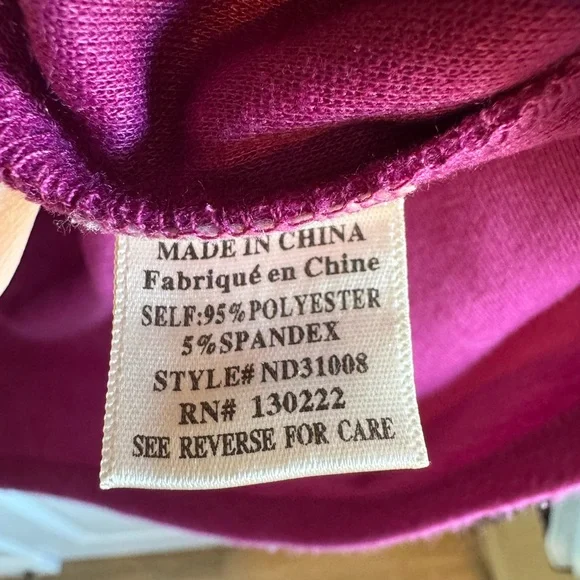 MADE IN CHINA
Fabriqué en Chine
SELF:95%POLYESTER
5%SPANDEX
STYLE# ND31008
RN# 130222
SEE REVERSE FOR CARE